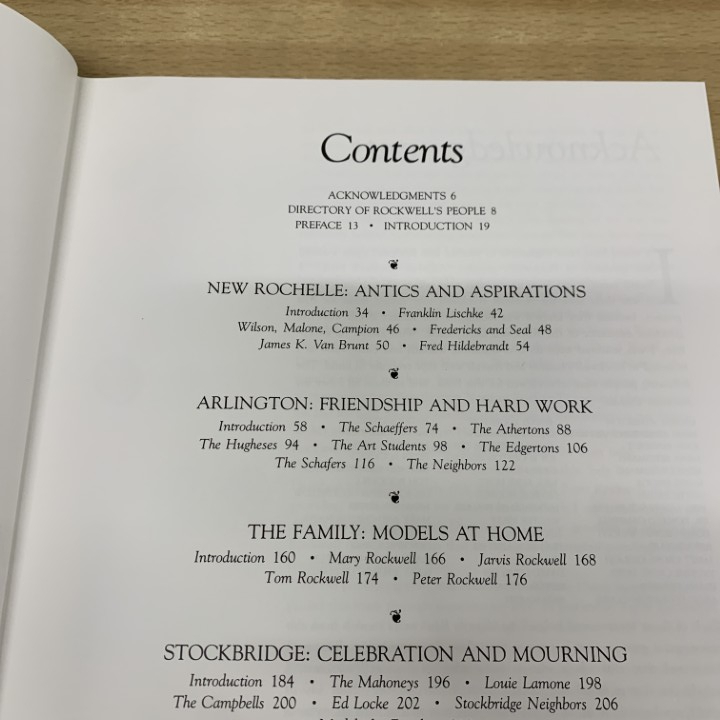 Contents
ACKNOWLEDGMENTS 6
DIRECTORY OF ROCKWELL'S PEOPLE 8
PREFACE 13 • INTRODUCTION 19
NEW ROCHELLE: ANTICS AND ASPIRATIONS
Introduction 34 • Franklin Lischke 42
Wilson, Malone, Campion 46 • Fredericks and Seal 48
James K. Van Brunt 50 • Fred Hildebrandt 54
ARLINGTON: FRIENDSHIP AND HARD WORK
Introduction 58 • The Schaeffers 74 • The Athertons 88
The Hugheses 94 • The Art Students 98 • The Edgertons 106
The Schafers 116 • The Neighbors 122
THE FAMILY: MODELS AT HOME
Introduction 160 • Mary Rockwell 166 • Jarvis Rockwell 168
Tom Rockwell 174 • Peter Rockwell 176
STOCKBRIDGE: CELEBRATION AND MOURNING
Introduction 184 • The Mahoneys 196 • Louie Lamone 198
The Campbells 200 • Ed Locke 202 • Stockbridge Neighbors 206